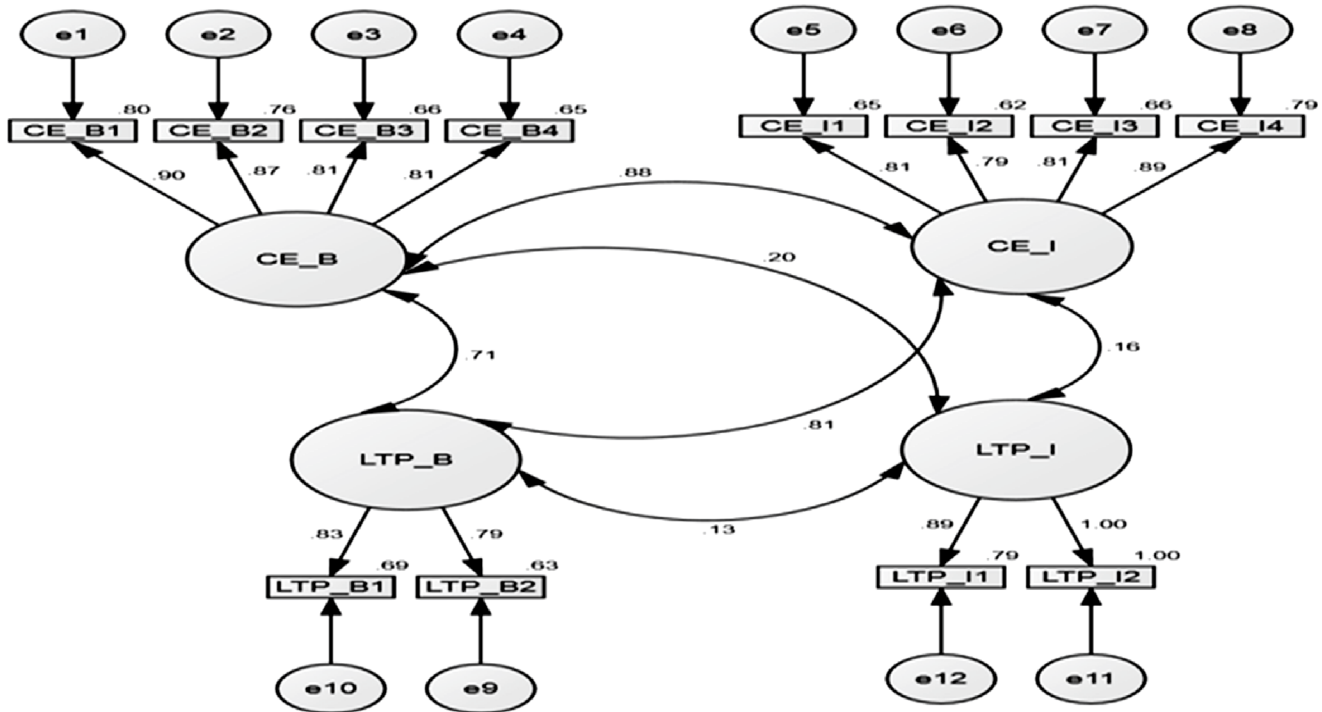 e1 e2 e3 e4 e5 e6 e7 e8
.80 .76 .66 .65 .65 .62 .66 .79
CE_B1 CE_B2 CE_B3 CE_B4 CE_I1 CE_I2 CE_I3 CE_I4
.90 .87 .81 .81 .88 .81 .79 .81 .89
CE_B .20 CE_I
.71 .16
.81
LTP_B LTP_I
.83 .79 .13 .89 1.00
.69 .63 .79 1.00
LTP_B1 LTP_B2 LTP_I1 LTP_I2
e10 e9 e12 e11